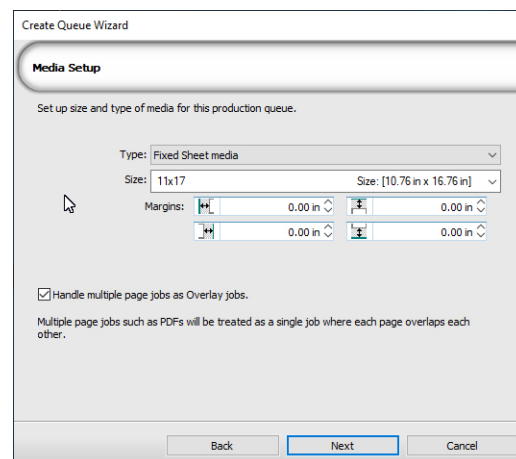 Create Queue Wizard
Media Setup
Set up size and type of media for this production queue.
Type: Fixed Sheet media
Size: 11x17 Size: [10.76 in x 16.76 in]
Margins: 0.00 in 0.00 in
0.00 in 0.00 in
Handle multiple page jobs as Overlay jobs.
Multiple page jobs such as PDFs will be treated as a single job where each page overlaps each
other.
Back Next Cancel